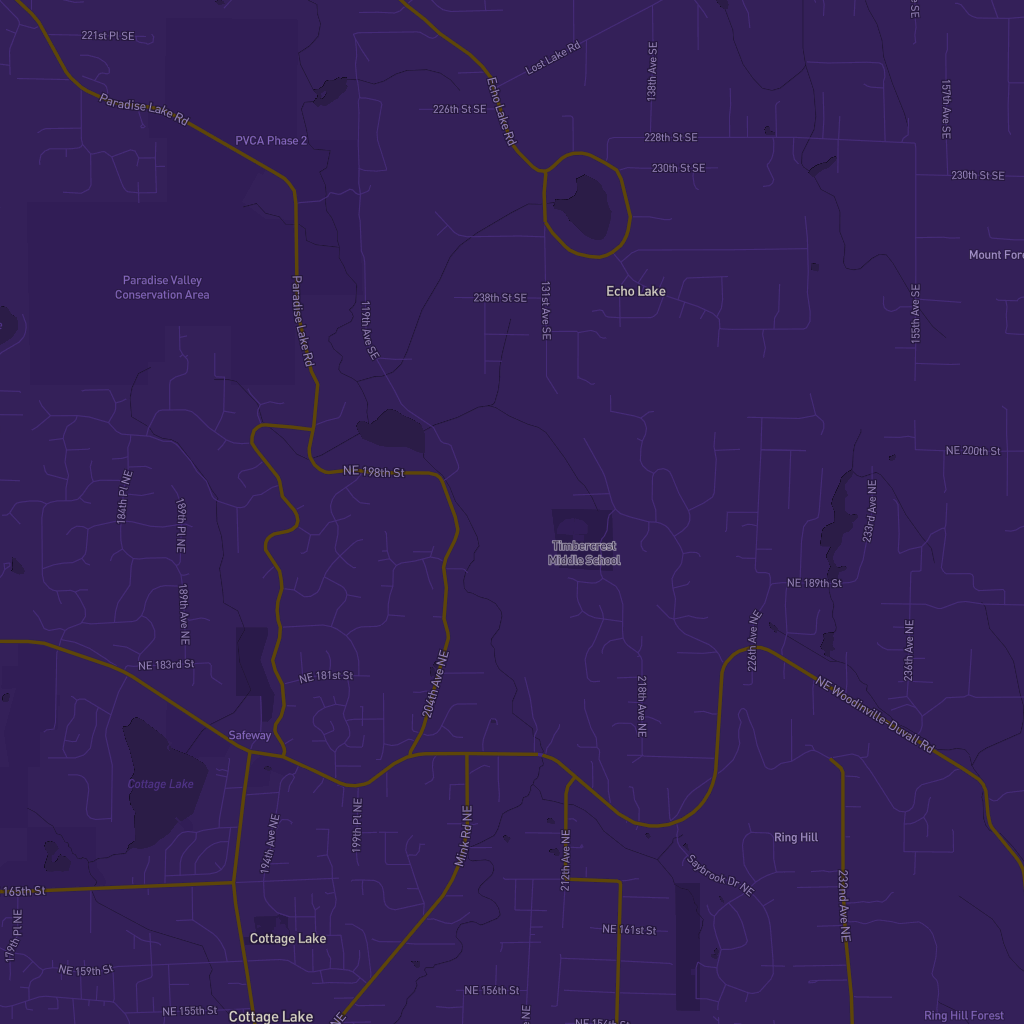 221st Pl SE
Lost Lake Rd
138th Ave SE
157th Ave SE
SE
Paradise Lake Rd
226th St SE
Echo Lake Rd
PVCA Phase 2
228th St SE
230th St SE
230th St SE
Mount Fore
Paradise Valley
Conservation Area
Echo Lake
238th St SE
131st Ave SE
155th Ave SE
Paradise Lake Rd
119th Ave SE
NE 198th St
NE 200th St
184th Pl NE
189th Pl NE
233rd Ave NE
Timbercrest
Middle School
NE 189th St
189th Ave NE
226th Ave NE
236th Ave NE
NE 183rd St
NE 181st St
204th Ave NE
218th Ave NE
NE Woodinville-Duvall Rd
Safeway
Cottage Lake
194th Ave NE
199th Pl NE
Mink Rd NE
212th Ave NE
Ring Hill
Saybrook Dr NE
232nd Ave NE
165th St
179th Pl NE
NE 161st St
Cottage Lake
NE 159th St
NE 156th St
NE 155th St
Cottage Lake
NE
NE
NE 154th St
Ring Hill Forest